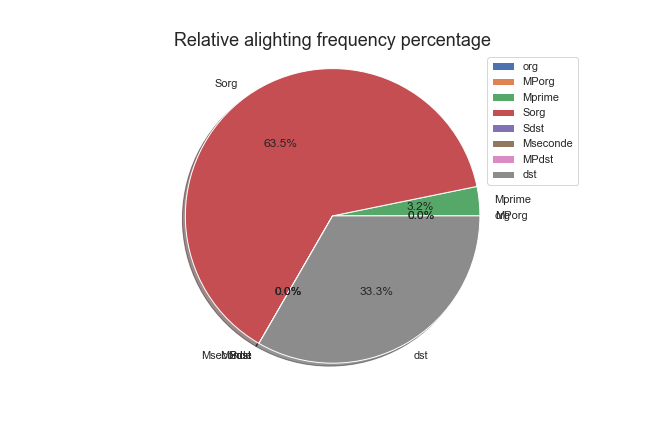 Relative alighting frequency percentage
org
MPorg
Mprime
Sorg
Sdst
Mseconde
MPdst
dst
Sorg
63.5%
Mprime
3.2%
0.0%
0.0%
33.3%
dst